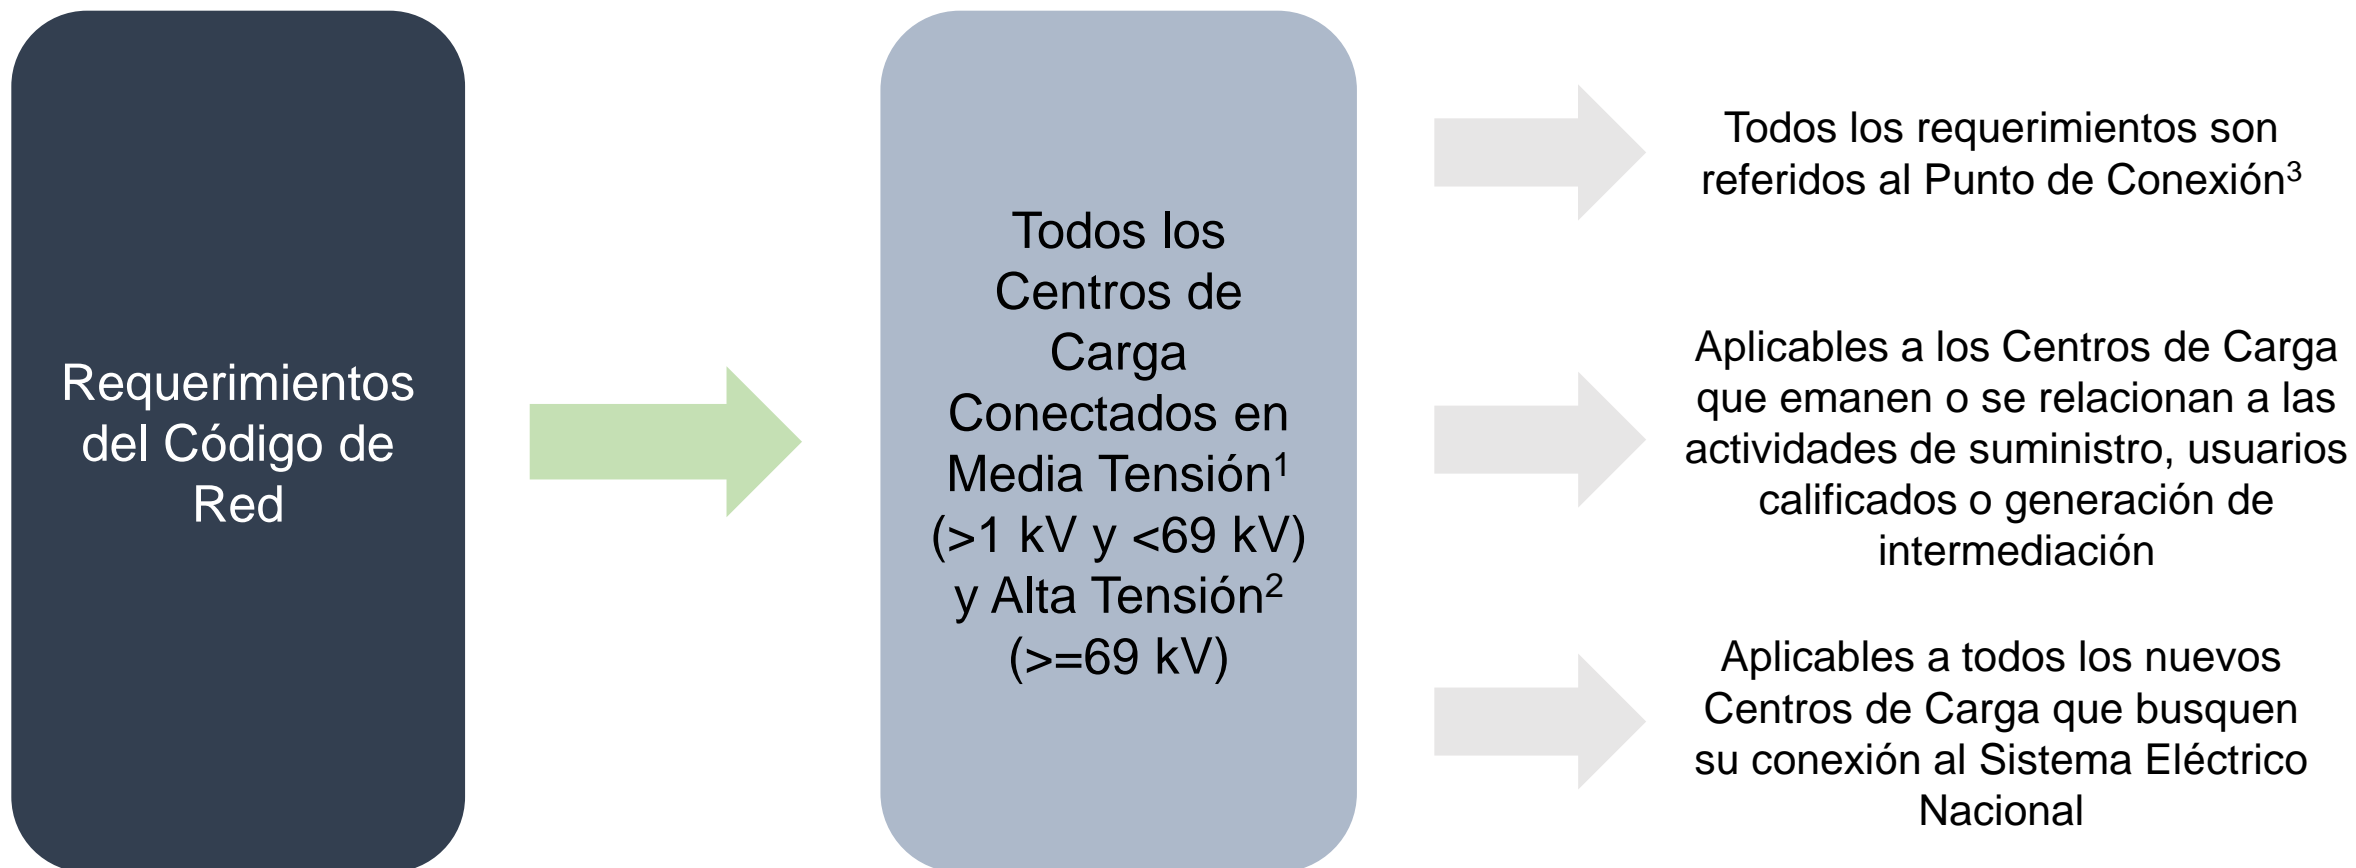 Requerimientos
del Código de
Red
Todos los
Centros de
Carga
Conectados en
Media Tensión¹
(>1 kV y <69 kV)
y Alta Tensión²
(>=69 kV)
Todos los requerimientos son
referidos al Punto de Conexión³
Aplicables a los Centros de Carga
que emanen o se relacionan a las
actividades de suministro, usuarios
calificados o generación de
intermediación
Aplicables a todos los nuevos
Centros de Carga que busquen
su conexión al Sistema Eléctrico
Nacional